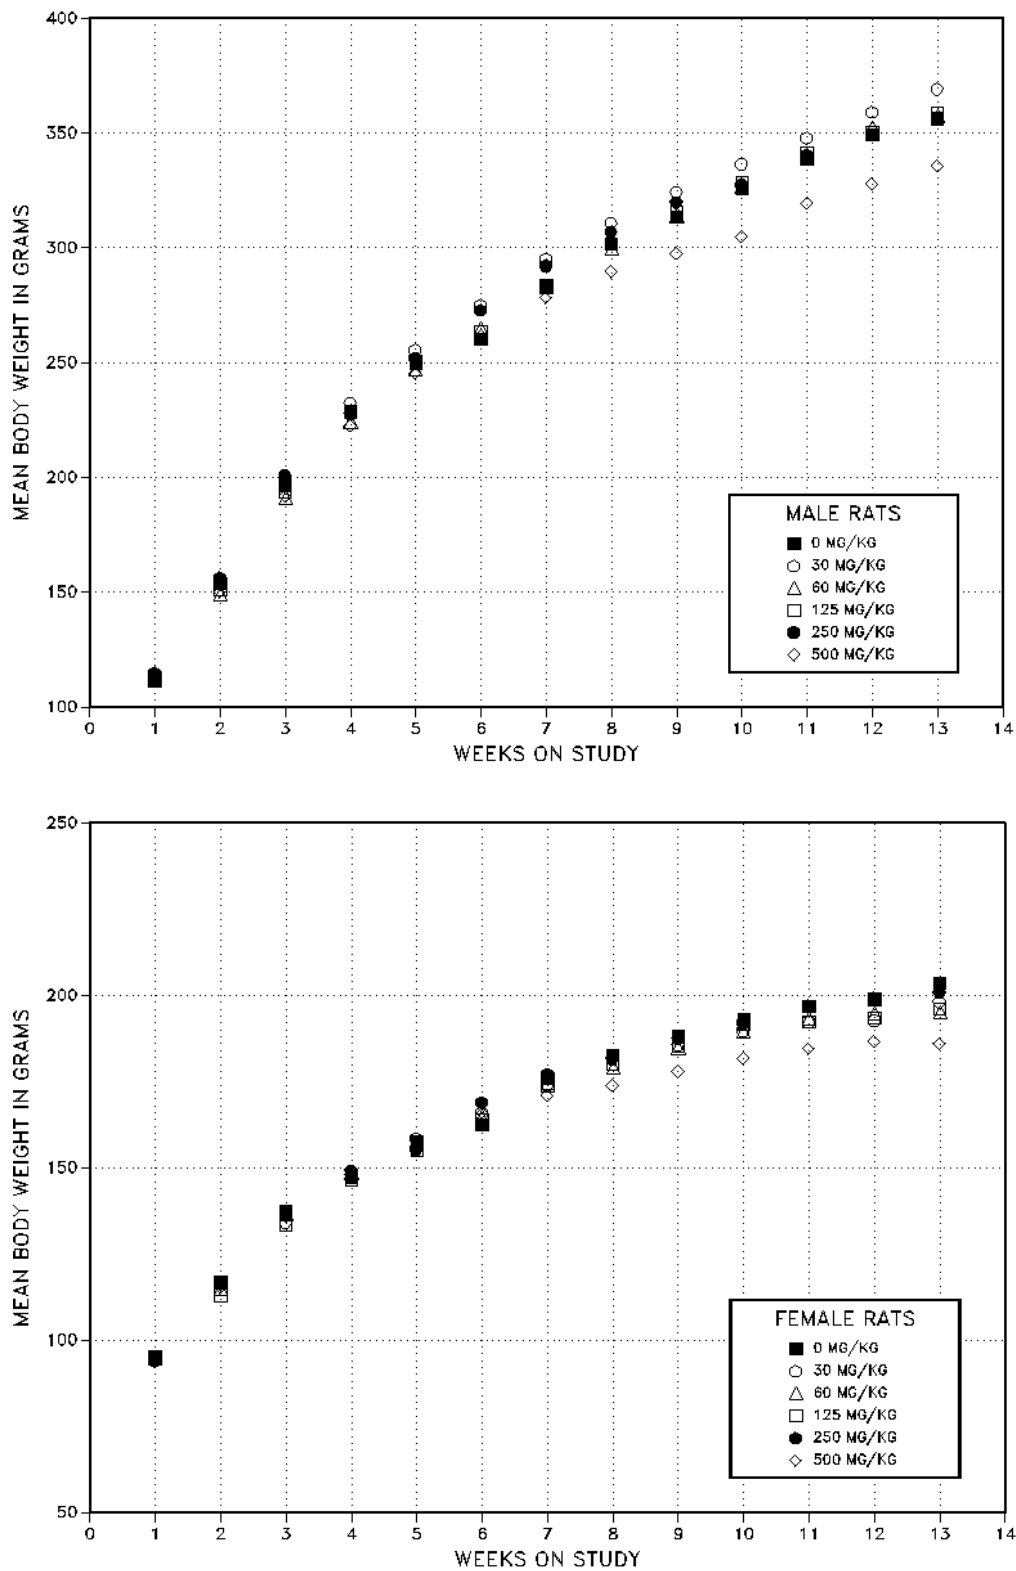 400
350
300
250
200
150
100
MEAN BODY WEIGHT IN GRAMS
MALE RATS
0 MG/KG
30 MG/KG
60 MG/KG
125 MG/KG
250 MG/KG
500 MG/KG
0 1 2 3 4 5 6 7 8 9 10 11 12 13 14
WEEKS ON STUDY
250
200
150
100
50
MEAN BODY WEIGHT IN GRAMS
FEMALE RATS
0 MG/KG
30 MG/KG
60 MG/KG
125 MG/KG
250 MG/KG
500 MG/KG
0 1 2 3 4 5 6 7 8 9 10 11 12 13 14
WEEKS ON STUDY